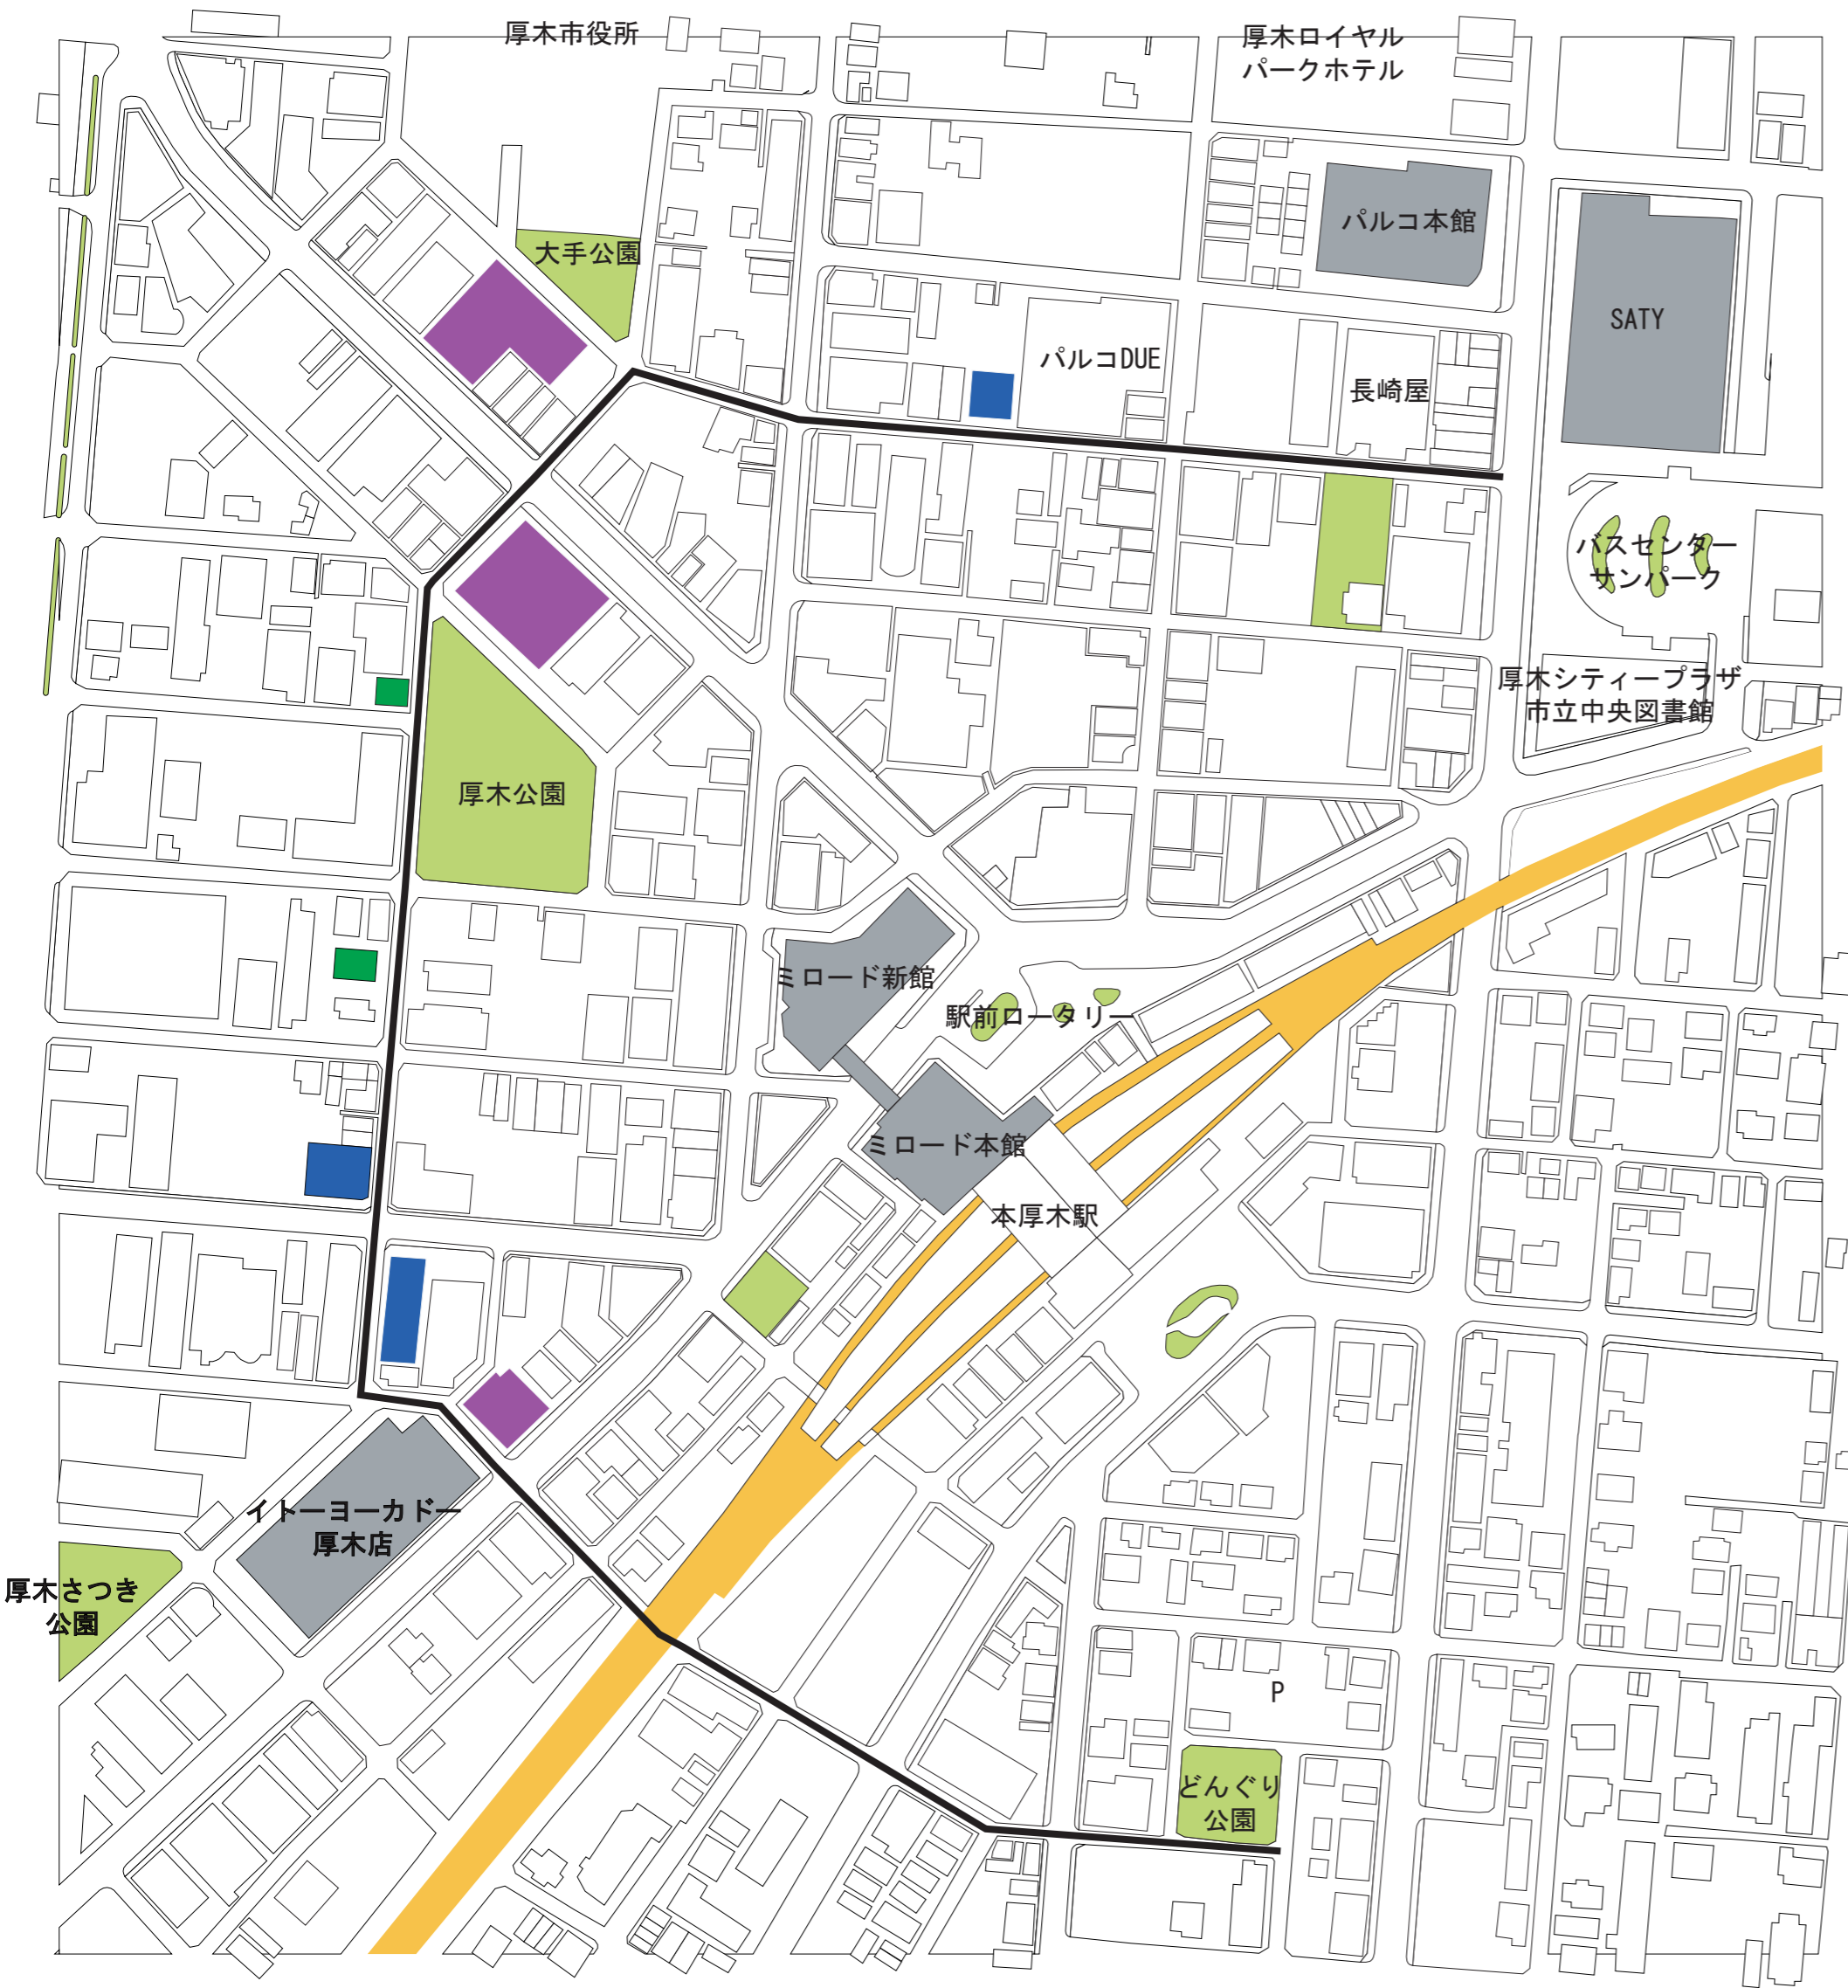 厚木市役所
厚木ロイヤル
パークホテル
大手公園
パルコ本館
SATY
パルコDUE
長崎屋
バスセンター
サンパーク
厚木シティープラザ
市立中央図書館
厚木公園
ミロード新館
駅前ロータリー
ミロード本館
本厚木駅
イトーヨーカドー
厚木店
厚木さつき
公園
P
どんぐり
公園